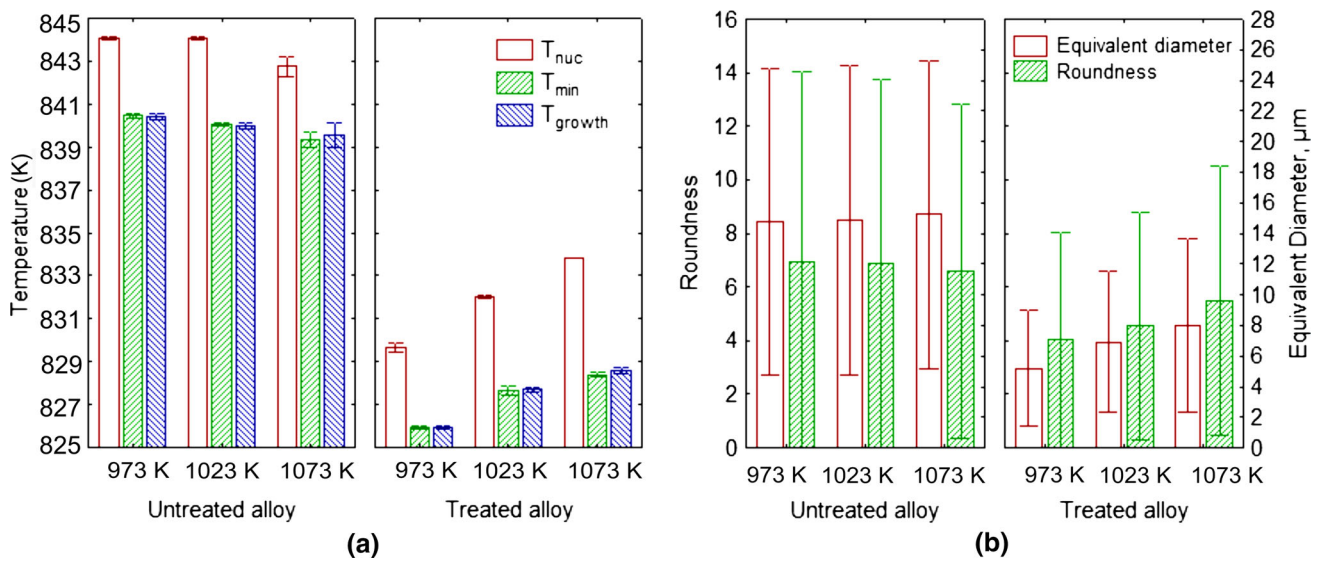 845
843
841
839
837
835
833
831
829
827
825
Temperature (K)
T nuc
T min
T growth
973 K 1023 K 1073 K
Untreated alloy
973 K 1023 K 1073 K
Treated alloy
(a)
16
14
12
10
8
6
4
2
0
Roundness
Equivalent diameter
Roundness
28
26
24
22
20
18
16
14
12
10
8
6
4
2
0
Equivalent Diameter, μm
973 K 1023 K 1073 K
Untreated alloy
973 K 1023 K 1073 K
Treated alloy
(b)